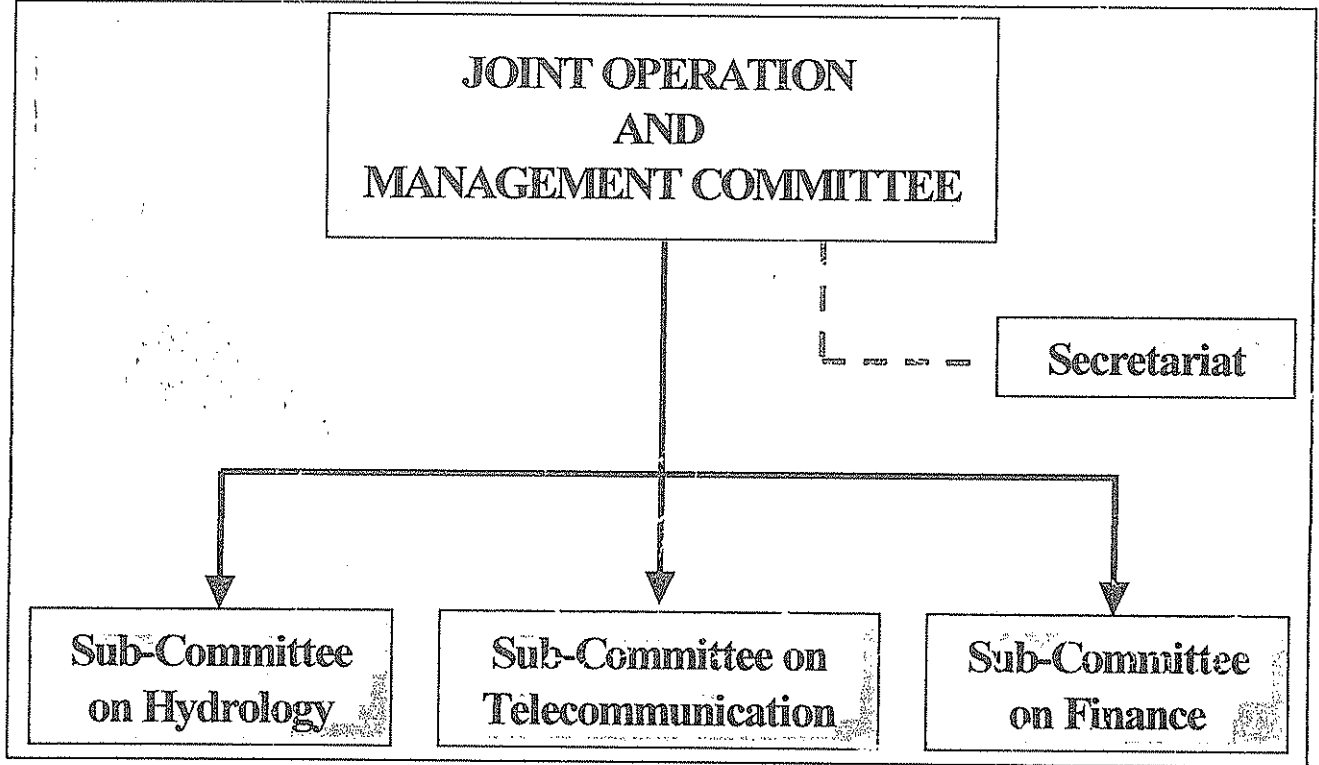 JOINT OPERATION
AND
MANAGEMENT COMMITTEE
Secretariat
Sub-Committee
on Hydrology
Sub-Committee on
Telecommunication
Sub-Committee
on Finance